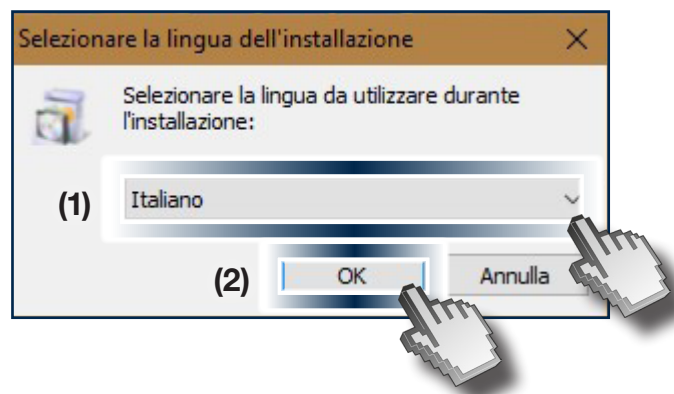 Selezionare la lingua dell'installazione
Selezionare la lingua da utilizzare durante
l'installazione:
(1) Italiano
(2) OK Annulla